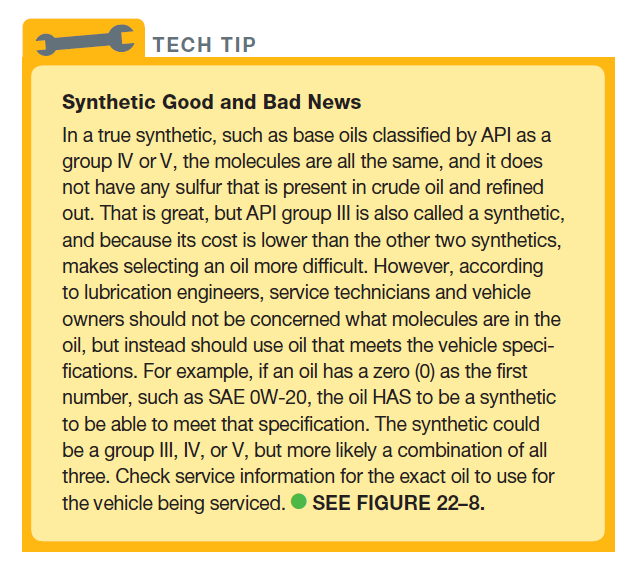 TECH TIP
Synthetic Good and Bad News
In a true synthetic, such as base oils classified by API as a
group IV or V, the molecules are all the same, and it does
not have any sulfur that is present in crude oil and refined
out. That is great, but API group III is also called a synthetic,
and because its cost is lower than the other two synthetics,
makes selecting an oil more difficult. However, according
to lubrication engineers, service technicians and vehicle
owners should not be concerned what molecules are in the
oil, but instead should use oil that meets the vehicle speci-
fications. For example, if an oil has a zero (0) as the first
number, such as SAE 0W-20, the oil HAS to be a synthetic
to be able to meet that specification. The synthetic could
be a group III, IV, or V, but more likely a combination of all
three. Check service information for the exact oil to use for
the vehicle being serviced. ● SEE FIGURE 22–8.